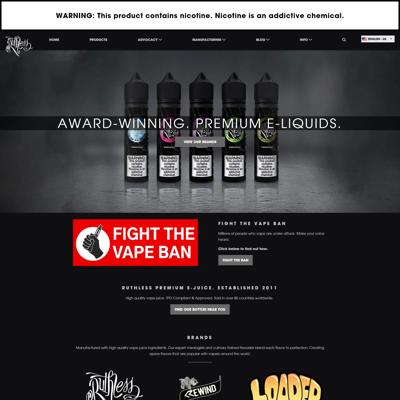 WARNING: This product contains nicotine. Nicotine is an addictive chemical.
Ruthless
HOME PRODUCTS ADVOCACY MANUFACTURING BLOG INFO ENGLISH - UK
AWARD-WINNING. PREMIUM E-LIQUIDS.
VIEW OUR BRANDS
FIGHT THE
VAPE BAN
FIGHT THE VAPE BAN
Millions of people who vape are under attack. Make your voice
heard.
Click below to find out how.
FIGHT THE BAN
RUTHLESS PREMIUM E-JUICE. ESTABLISHED 2011
High quality vape juice. TPD Compliant & Approved. Sold in over 85 countries worldwide.
FIND OUR BOTTLES NEAR YOU
BRANDS
Manufactured with high quality vape juice ingredients. Our expert mixologists and culinary trained flavorists blend each flavor to perfection. Creating
space flavors that are popular with vapers around the world.
Ruthless
REWIND
LOADED